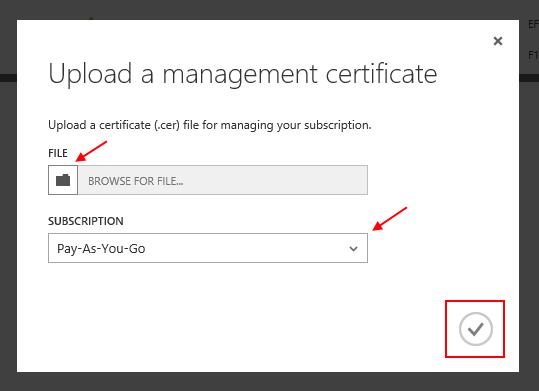 EF
F1
Upload a management certificate
Upload a certificate (.cer) file for managing your subscription.
FILE
BROWSE FOR FILE...
SUBSCRIPTION
Pay-As-You-Go